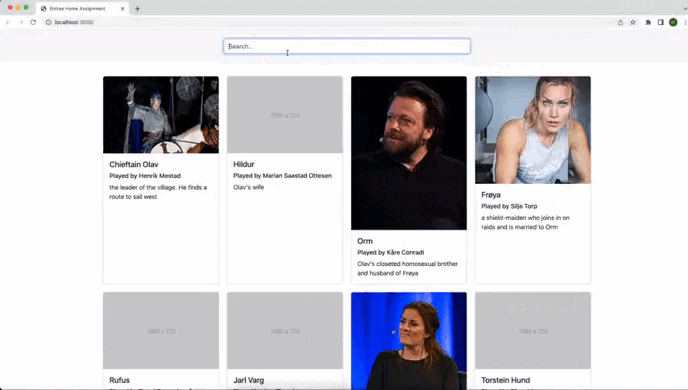 Entree Home Assignment
localhost:3000
Search...
Chieftain Olav
Played by Henrik Mestad
the leader of the village. He finds a
route to sail west
1080 x 720
Hildur
Played by Marian Saastad Ottesen
Olav's wife
Orm
Played by Kåre Conradi
Olav's closeted homosexual brother
and husband of Frøya
Frøya
Played by Silje Torp
a shield-maiden who joins in on
raids and is married to Orm
1080 x 720
Rufus
1080 x 720
Jarl Varg
1080 x 720
Torstein Hund